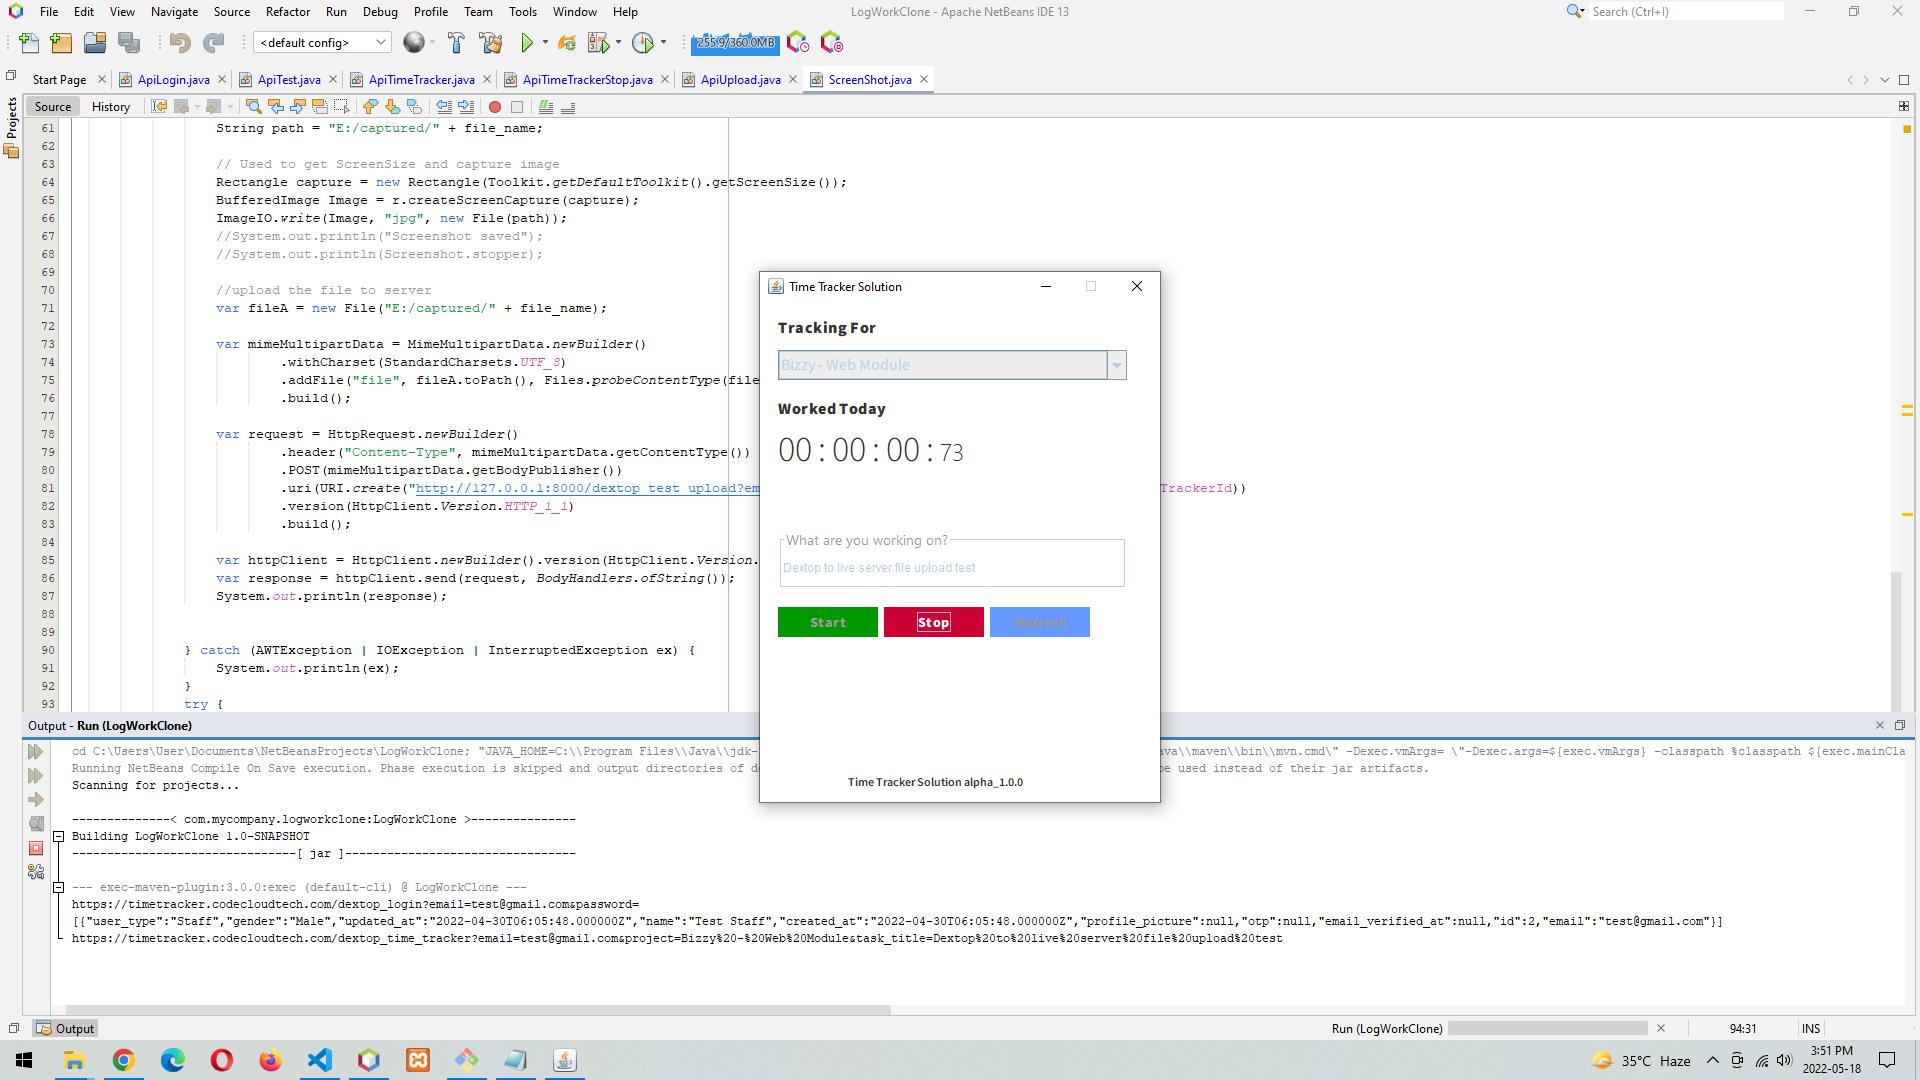 File Edit View Navigate Source Refactor Run Debug Profile Team Tools Window Help
LogWorkClone - Apache NetBeans IDE 13
Search (Ctrl+I)
<default config>
255.9/360.0MB
Start Page ApiLogin.java ApiTest.java ApiTimeTracker.java ApiTimeTrackerStop.java ApiUpload.java ScreenShot.java
Projects
Source History
61 String path = "E:/captured/" + file_name;
62
63 // Used to get ScreenSize and capture image
64 Rectangle capture = new Rectangle(Toolkit.getDefaultToolkit().getScreenSize());
65 BufferedImage Image = r.createScreenCapture(capture);
66 ImageIO.write(Image, "jpg", new File(path));
67 //System.out.println("Screenshot saved");
68 //System.out.println(Screenshot.stopper);
69
70 //upload the file to server
71 var fileA = new File("E:/captured/" + file_name);
72
73 var mimeMultipartData = MimeMultipartData.newBuilder()
74 .withCharset(StandardCharsets.UTF_8)
75 .addFile("file", fileA.toPath(), Files.probeContentType(file
76 .build();
77
78 var request = HttpRequest.newBuilder()
79 .header("Content-Type", mimeMultipartData.getContentType())
80 .POST(mimeMultipartData.getBodyPublisher())
81 .uri(URI.create("http://127.0.0.1:8000/dextop_test_upload?em TrackerId))
82 .version(HttpClient.Version.HTTP_1_1)
83 .build();
84
85 var httpClient = HttpClient.newBuilder().version(HttpClient.Version.
86 var response = httpClient.send(request, BodyHandlers.ofString());
87 System.out.println(response);
88
89
90 } catch (AWTException | IOException | InterruptedException ex) {
91 System.out.println(ex);
92 }
93 try {
Time Tracker Solution
Tracking For
Bizzy - Web Module
Worked Today
00 : 00 : 00 : 73
What are you working on?
Dextop to live server file upload test
Start Stop Refresh
Time Tracker Solution alpha_1.0.0
Output - Run (LogWorkClone)
cd C:\Users\User\Documents\NetBeansProjects\LogWorkClone; "JAVA_HOME=C:\\Program Files\\Java\\jdk- ava\\maven\\bin\\mvn.cmd\" -Dexec.vmArgs= \"-Dexec.args=${exec.vmArgs} -classpath %classpath ${exec.mainCla
Running NetBeans Compile On Save execution. Phase execution is skipped and output directories of de be used instead of their jar artifacts.
Scanning for projects...
--------------< com.mycompany.logworkclone:LogWorkClone >---------------
Building LogWorkClone 1.0-SNAPSHOT
--------------------------------[ jar ]---------------------------------
--- exec-maven-plugin:3.0.0:exec (default-cli) @ LogWorkClone ---
https://timetracker.codecloudtech.com/dextop_login?email=test@gmail.com&password=
[{"user_type":"Staff","gender":"Male","updated_at":"2022-04-30T06:05:48.000000Z","name":"Test Staff","created_at":"2022-04-30T06:05:48.000000Z","profile_picture":null,"otp":null,"email_verified_at":null,"id":2,"email":"test@gmail.com"}]
https://timetracker.codecloudtech.com/dextop_time_tracker?email=test@gmail.com&project=Bizzy%20-%20Web%20Module&task_title=Dextop%20to%20live%20server%20file%20upload%20test
Output
Run (LogWorkClone)
94:31
INS
35°C Haze
3:51 PM
2022-05-18